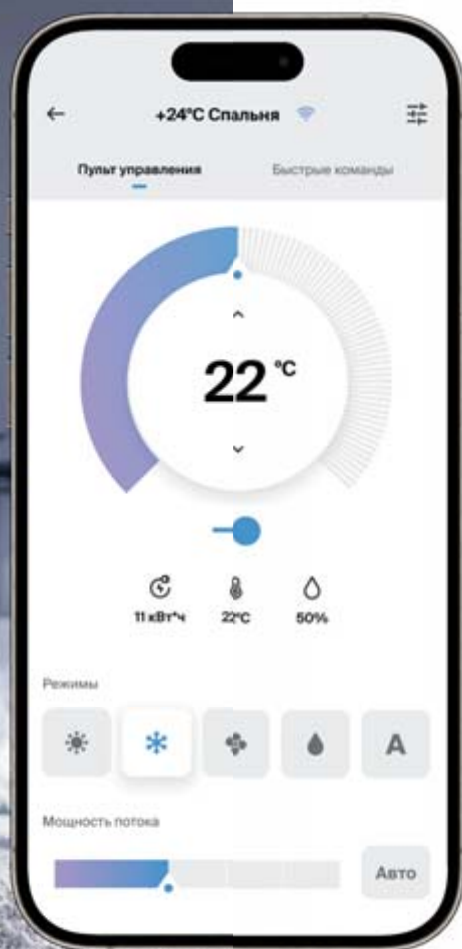 +24°C Спальня
Пульт управления Быстрые команды
22 °C
11 кВт*ч 22°C 50%
Режимы
A
Мощность потока
Авто